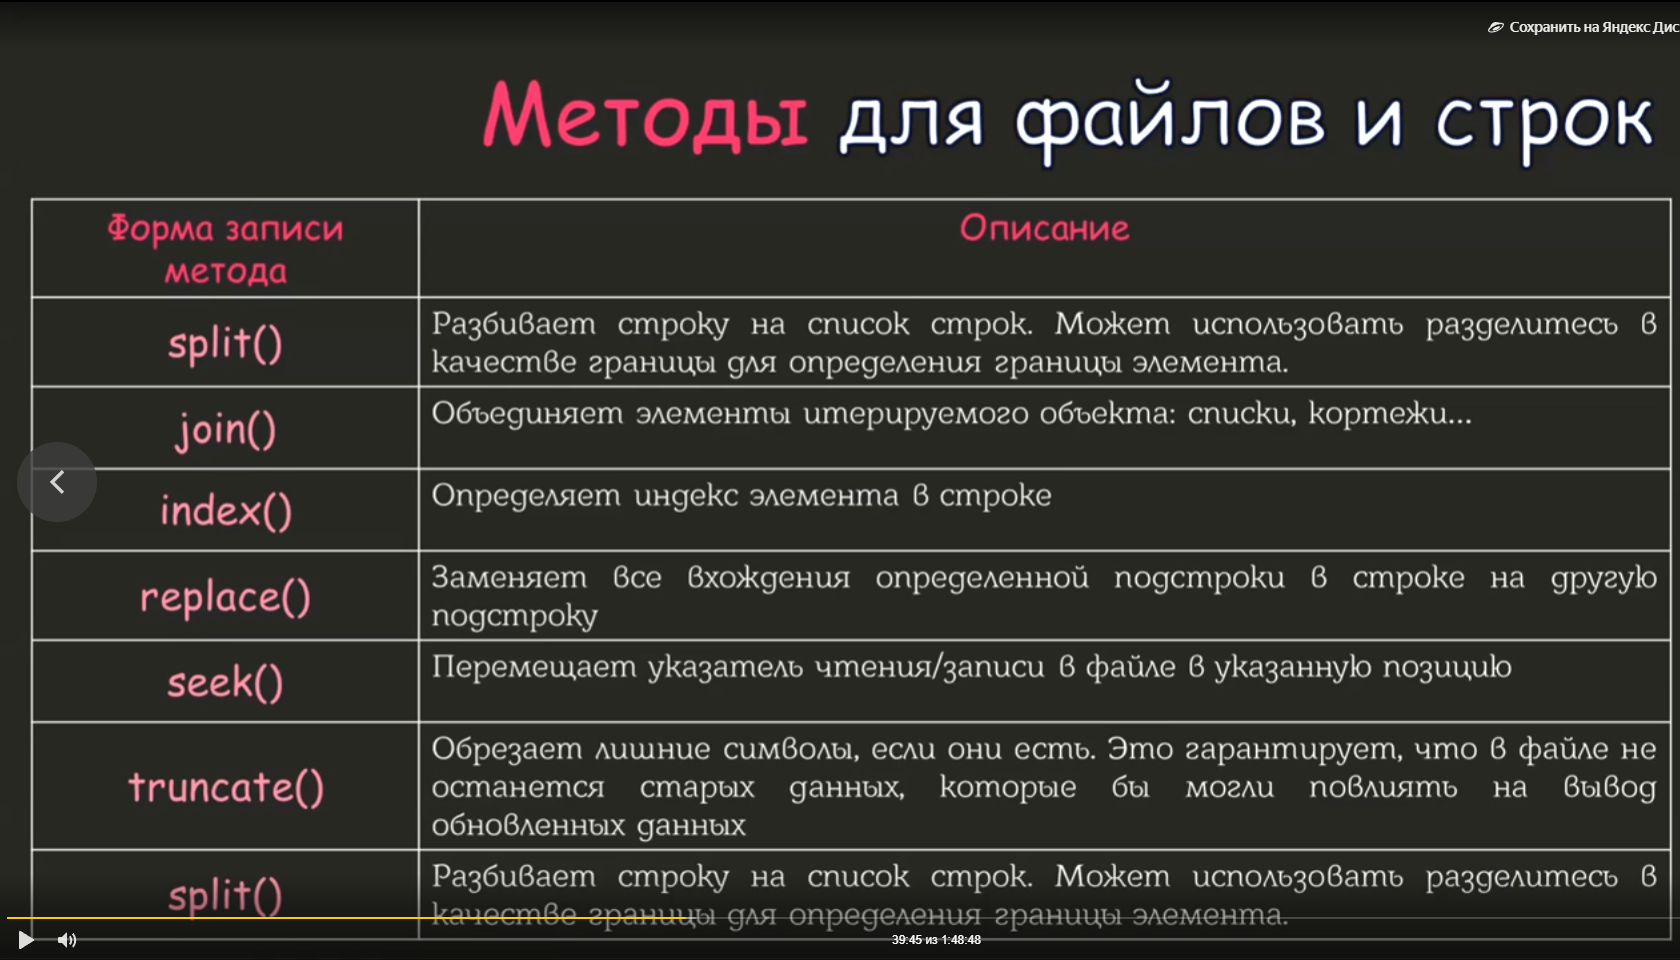 Сохранить на Яндекс Дис
Методы для файлов и строк
Форма записи
метода
Описание
split()
Разбивает строку на список строк. Может использовать разделитесь в
качестве границы для определения границы элемента.
join()
Объединяет элементы итерируемого объекта: списки, кортежи...
index()
Определяет индекс элемента в строке
replace()
Заменяет все вхождения определенной подстроки в строке на другую
подстроку
seek()
Перемещает указатель чтения/записи в файле в указанную позицию
truncate()
Обрезает лишние символы, если они есть. Это гарантирует, что в файле не
останется старых данных, которые бы могли повлиять на вывод
обновленных данных
split()
Разбивает строку на список строк. Может использовать разделитесь в
качестве границы для определения границы элемента.
39:45 из 1:48:48